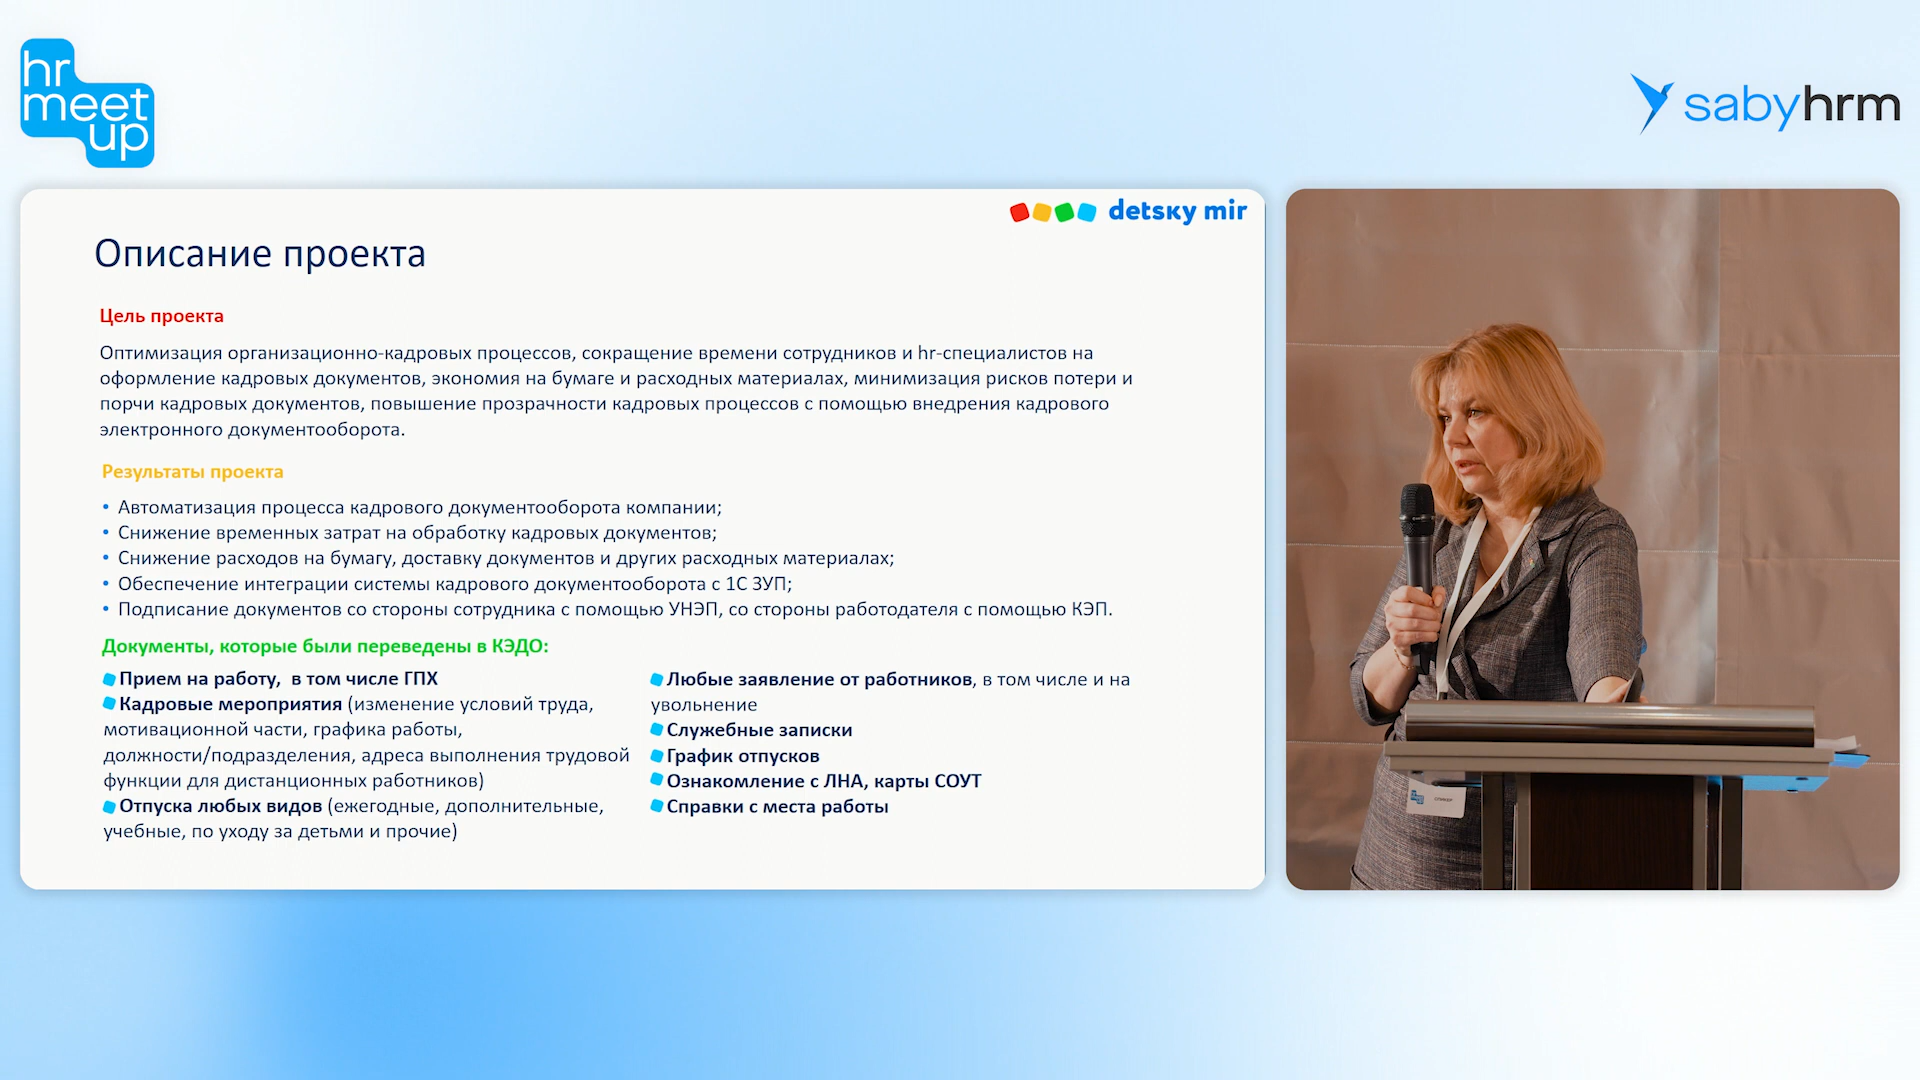 hr
meet
up
sabyhrm
detsky mir
Описание проекта
Цель проекта
Оптимизация организационно-кадровых процессов, сокращение времени сотрудников и hr-специалистов на
оформление кадровых документов, экономия на бумаге и расходных материалах, минимизация рисков потери и
порчи кадровых документов, повышение прозрачности кадровых процессов с помощью внедрения кадрового
электронного документооборота.
Результаты проекта
• Автоматизация процесса кадрового документооборота компании;
• Снижение временных затрат на обработку кадровых документов;
• Снижение расходов на бумагу, доставку документов и других расходных материалах;
• Обеспечение интеграции системы кадрового документооборота с 1С ЗУП;
• Подписание документов со стороны сотрудника с помощью УНЭП, со стороны работодателя с помощью КЭП.
Документы, которые были переведены в КЭДО:
Прием на работу, в том числе ГПХ
Кадровые мероприятия (изменение условий труда,
мотивационной части, графика работы,
должности/подразделения, адреса выполнения трудовой
функции для дистанционных работников)
Отпуска любых видов (ежегодные, дополнительные,
учебные, по уходу за детьми и прочие)
Любые заявление от работников, в том числе и на
увольнение
Служебные записки
График отпусков
Ознакомление с ЛНА, карты СОУТ
Справки с места работы